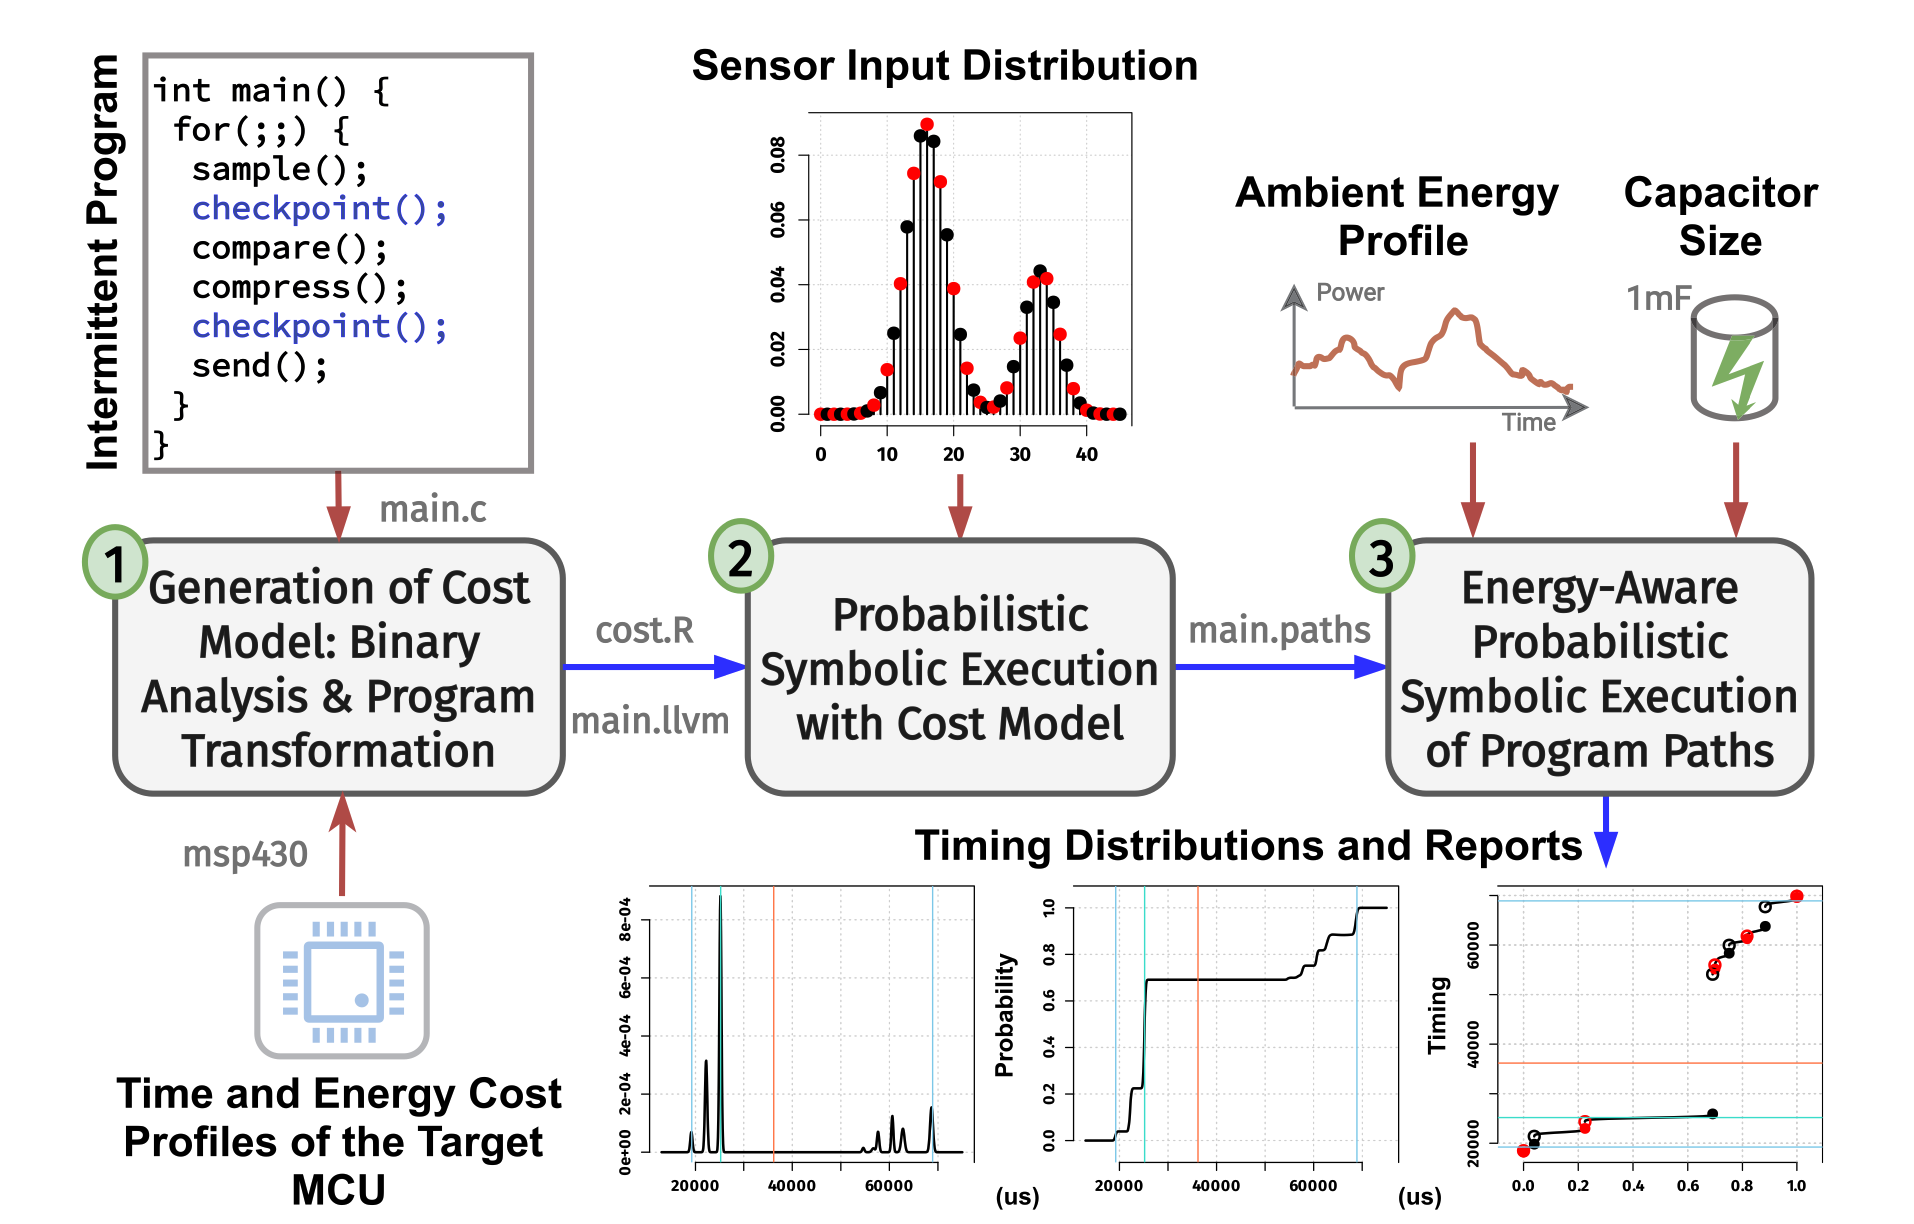 Intermittent Program
int main() {
for(;;) {
sample();
checkpoint();
compare();
compress();
checkpoint();
send();
}
}
main.c
Sensor Input Distribution
0.08
0.06
0.04
0.02
0.00
0 10 20 30 40
Ambient Energy
Profile
Power
Time
Capacitor
Size
1mF
1
Generation of Cost
Model: Binary
Analysis & Program
Transformation
cost.R
main.llvm
2
Probabilistic
Symbolic Execution
with Cost Model
main.paths
3
Energy-Aware
Probabilistic
Symbolic Execution
of Program Paths
msp430
Time and Energy Cost
Profiles of the Target
MCU
Timing Distributions and Reports
8e-04
6e-04
4e-04
2e-04
0e+00
20000 40000 60000
(us)
Probability
1.0
0.8
0.6
0.4
0.2
0.0
20000 40000 60000
(us)
Timing
60000
40000
20000
0.0 0.2 0.4 0.6 0.8 1.0